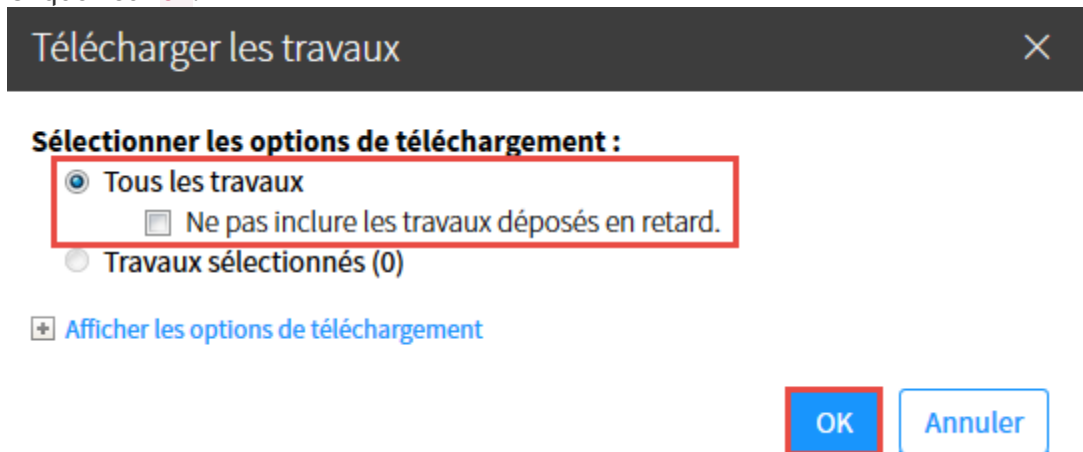 Télécharger les travaux
Sélectionner les options de téléchargement :
Tous les travaux
Ne pas inclure les travaux déposés en retard.
Travaux sélectionnés (0)
Afficher les options de téléchargement
OK Annuler